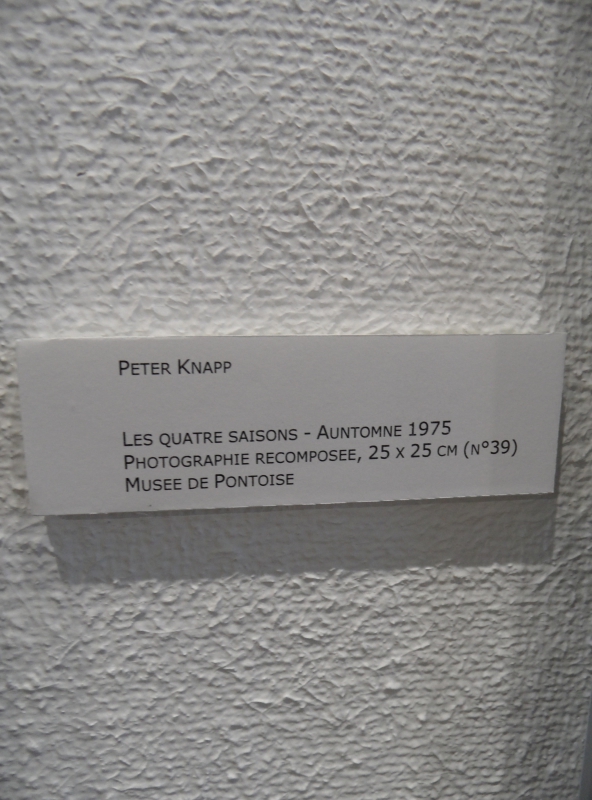 PETER KNAPP
LES QUATRE SAISONS - AUNTOMNE 1975
PHOTOGRAPHIE RECOMPOSEE, 25 X 25 CM (N°39)
MUSEE DE PONTOISE